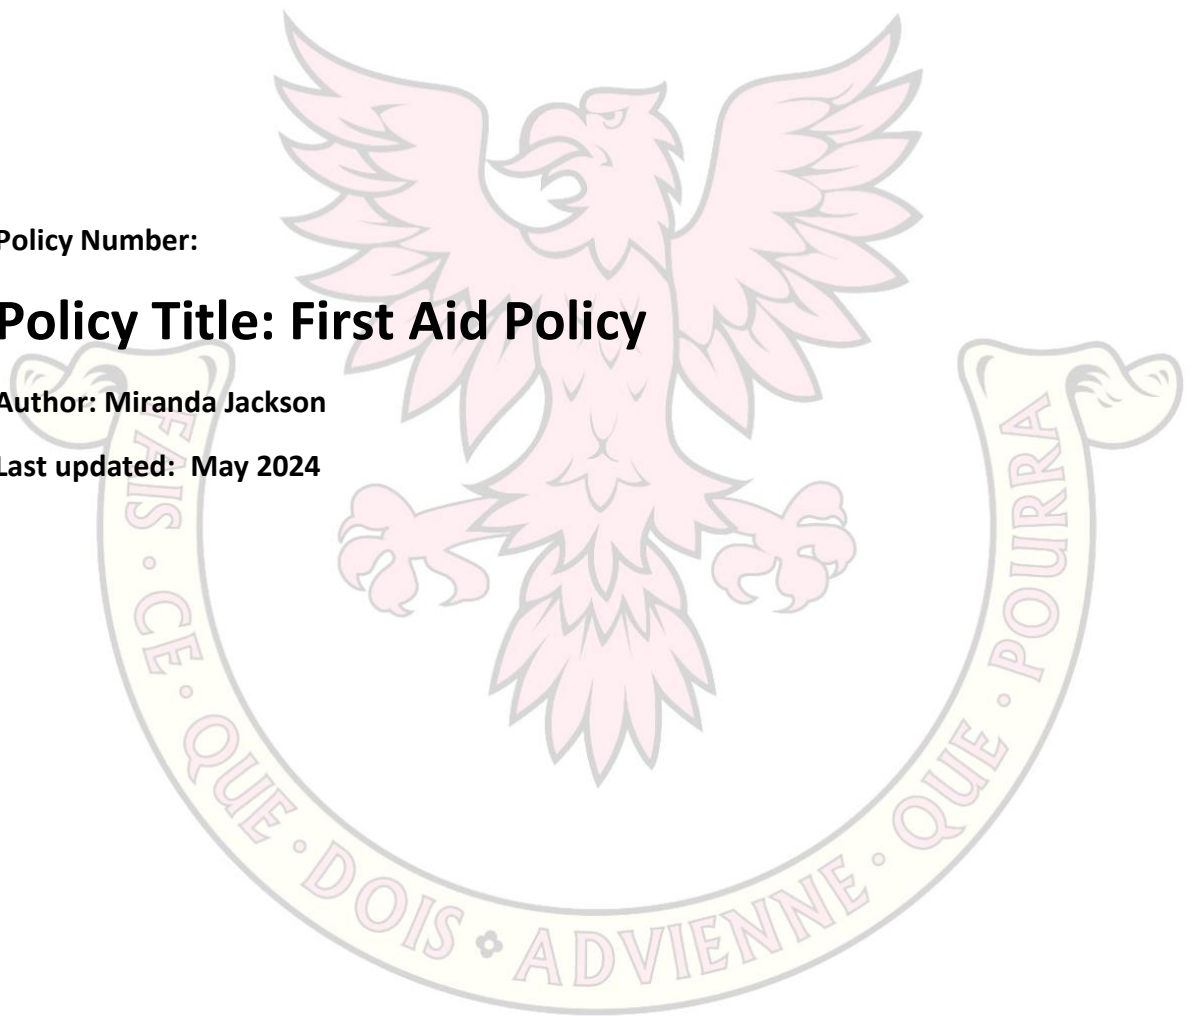 Policy Number:
Policy Title: First Aid Policy
Author: Miranda Jackson
Last updated: May 2024
FAIS · CE · QUE · DOIS · ADVIENNE · QUE · POURRA